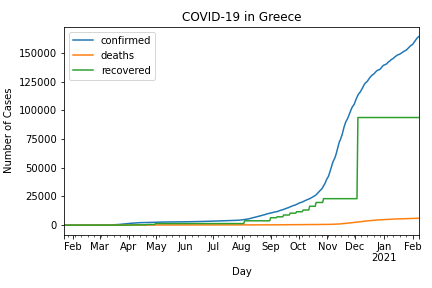 COVID-19 in Greece
confirmed
deaths
recovered
Number of Cases
150000
125000
100000
75000
50000
25000
0
Feb Mar Apr May Jun Jul Aug Sep Oct Nov Dec Jan Feb
2021
Day